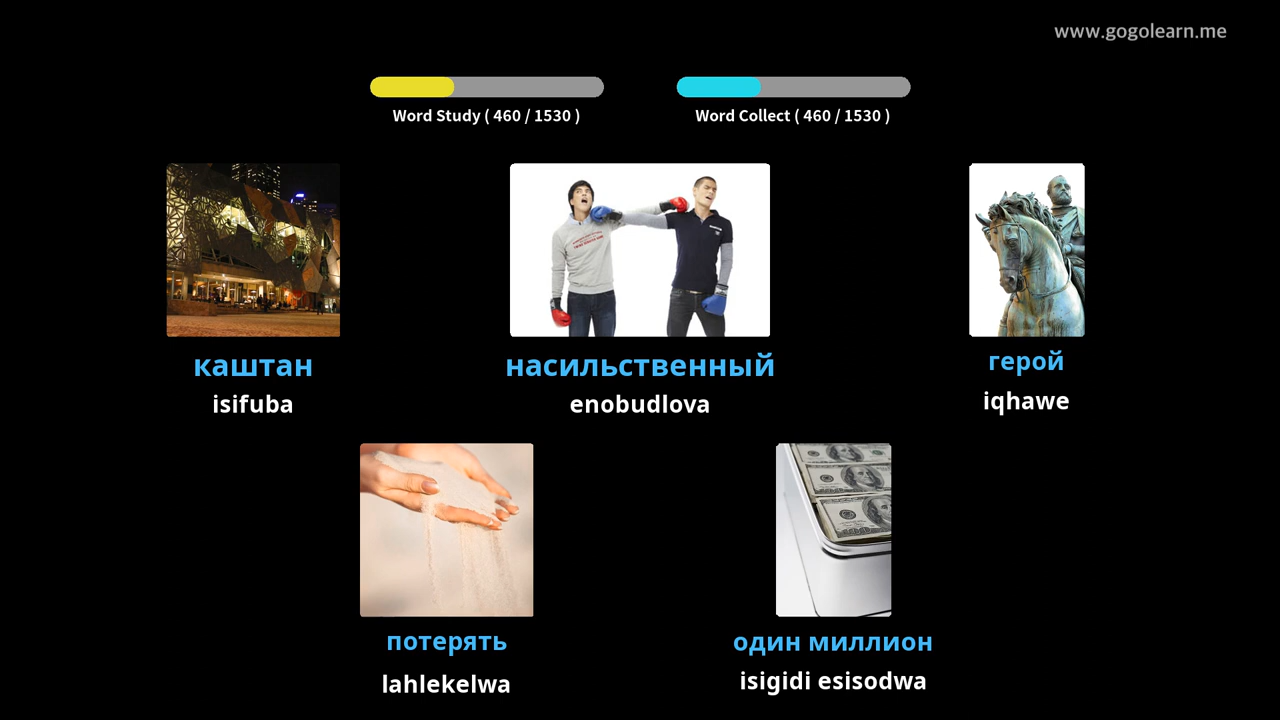 www.gogolearn.me
Word Study ( 460 / 1530 )
Word Collect ( 460 / 1530 )
каштан
насильственный
герой
isifuba
enobudlova
iqhawe
потерять
один миллион
lahlekelwa
isigidi esisodwa